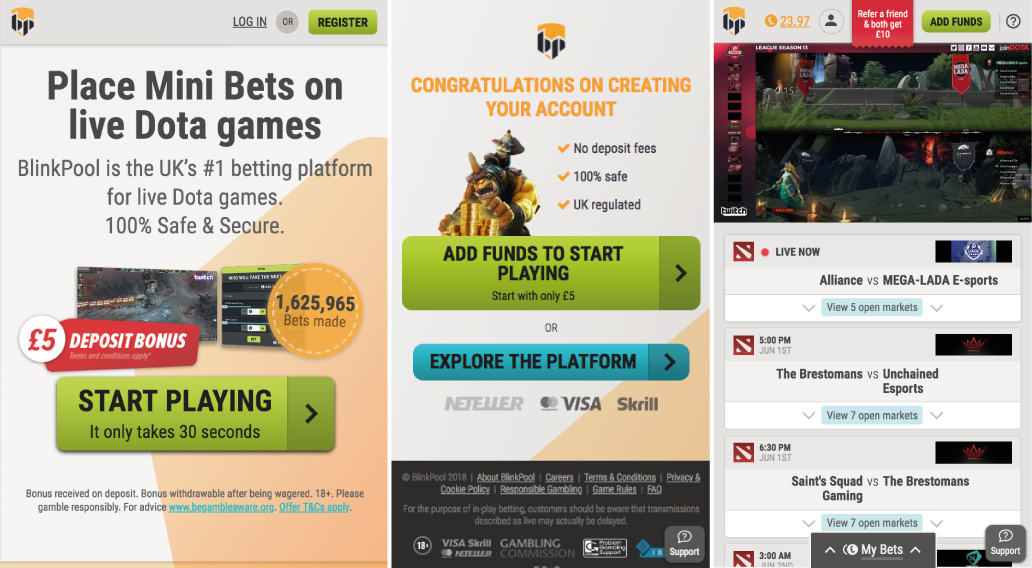 bp
LOG IN
OR
REGISTER
Place Mini Bets on
live Dota games
BlinkPool is the UK's #1 betting platform
for live Dota games.
100% Safe & Secure.
twitch
WHO WILL TAKE THE NEXT
1,625,965
Bets made
£5 DEPOSIT BONUS
Terms and conditions apply*
START PLAYING
It only takes 30 seconds
Bonus received on deposit. Bonus withdrawable after being wagered. 18+. Please
gamble responsibly. For advice www.begambleaware.org. Offer T&Cs apply.
bp
CONGRATULATIONS ON CREATING
YOUR ACCOUNT
No deposit fees
100% safe
UK regulated
ADD FUNDS TO START
PLAYING
Start with only £5
OR
EXPLORE THE PLATFORM
NETELLER VISA Skrill
© BlinkPool 2018 | About BlinkPool | Careers | Terms & Conditions | Privacy &
Cookie Policy | Responsible Gambling | Game Rules | FAQ
For the purpose of in-play betting, customers should be aware that transmissions
described as live may actually be delayed.
18+
VISA Skrill
NETELLER
GAMBLING
COMMISSION
Problem
Gambling
Support
Support
bp
23.97
Refer a friend
& both get
£10
ADD FUNDS
?
LEAGUE SEASON 13
joinDOTA
MEGA-LADA E-sports
MEGA
LADA
0:15
Alliance
twitch
LIVE NOW
Alliance vs MEGA-LADA E-sports
View 5 open markets
5:00 PM
JUN 1ST
The Brestomans vs Unchained
Esports
View 7 open markets
6:30 PM
JUN 1ST
Saint's Squad vs The Brestomans
Gaming
View 7 open markets
3:00 AM
JUN 2ND
My Bets
Support